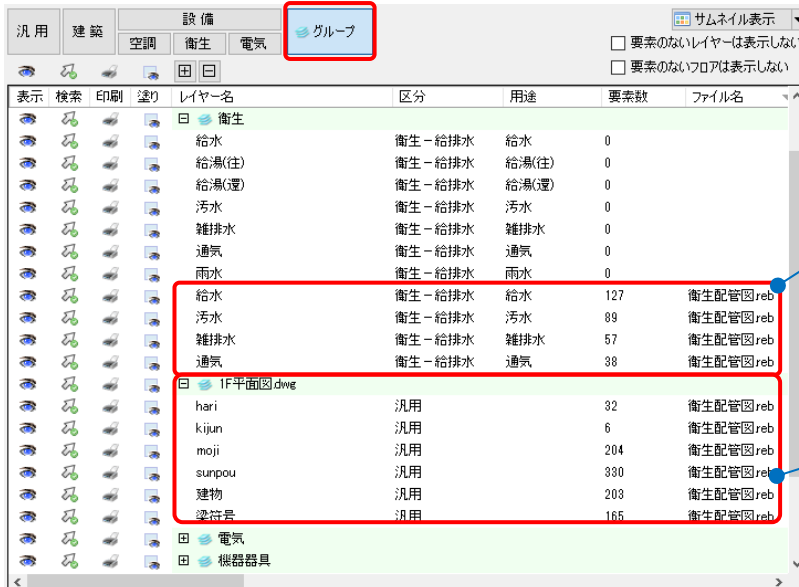 汎用 建築 設備 グループ サムネイル表示
空調 衛生 電気 要素のないレイヤーは表示しない
要素のないフロアは表示しない
表示 検索 印刷 塗り レイヤー名 区分 用途 要素数 ファイル名
衛生
給水 衛生－給排水 給水 0
給湯(往) 衛生－給排水 給湯(往) 0
給湯(還) 衛生－給排水 給湯(還) 0
汚水 衛生－給排水 汚水 0
雑排水 衛生－給排水 雑排水 0
通気 衛生－給排水 通気 0
雨水 衛生－給排水 雨水 0
給水 衛生－給排水 給水 127 衛生配管図.reb
汚水 衛生－給排水 汚水 89 衛生配管図.reb
雑排水 衛生－給排水 雑排水 57 衛生配管図.reb
通気 衛生－給排水 通気 38 衛生配管図.reb
1F平面図.dwg
hari 汎用 32 衛生配管図.reb
kijun 汎用 6 衛生配管図.reb
moji 汎用 204 衛生配管図.reb
sunpou 汎用 330 衛生配管図.reb
建物 汎用 203 衛生配管図.reb
梁符号 汎用 165 衛生配管図.reb
電気
機器器具